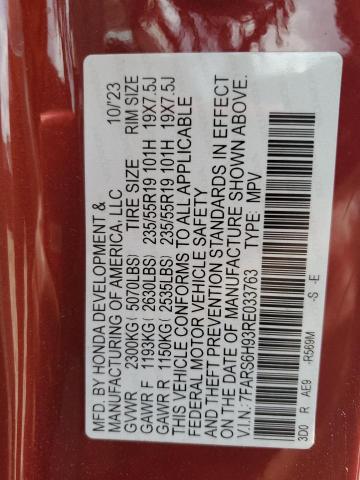 MFD. BY HONDA DEVELOPMENT & 10/'23
MANUFACTURING OF AMERICA, LLC
GVWR 2300KG( 5070LBS) TIRE SIZE RIM SIZE
GAWR F 1193KG( 2630LBS) 235/55R19 101H 19X7.5J
GAWR R 1150KG( 2535LBS) 235/55R19 101H 19X7.5J
THIS VEHICLE CONFORMS TO ALL APPLICABLE
FEDERAL MOTOR VEHICLE SAFETY
AND THEFT PREVENTION STANDARDS IN EFFECT
ON THE DATE OF MANUFACTURE SHOWN ABOVE.
V.I.N.: 7FARS6H93RE033763 TYPE: MPV
3D0 R AE9 -R569M -S -E